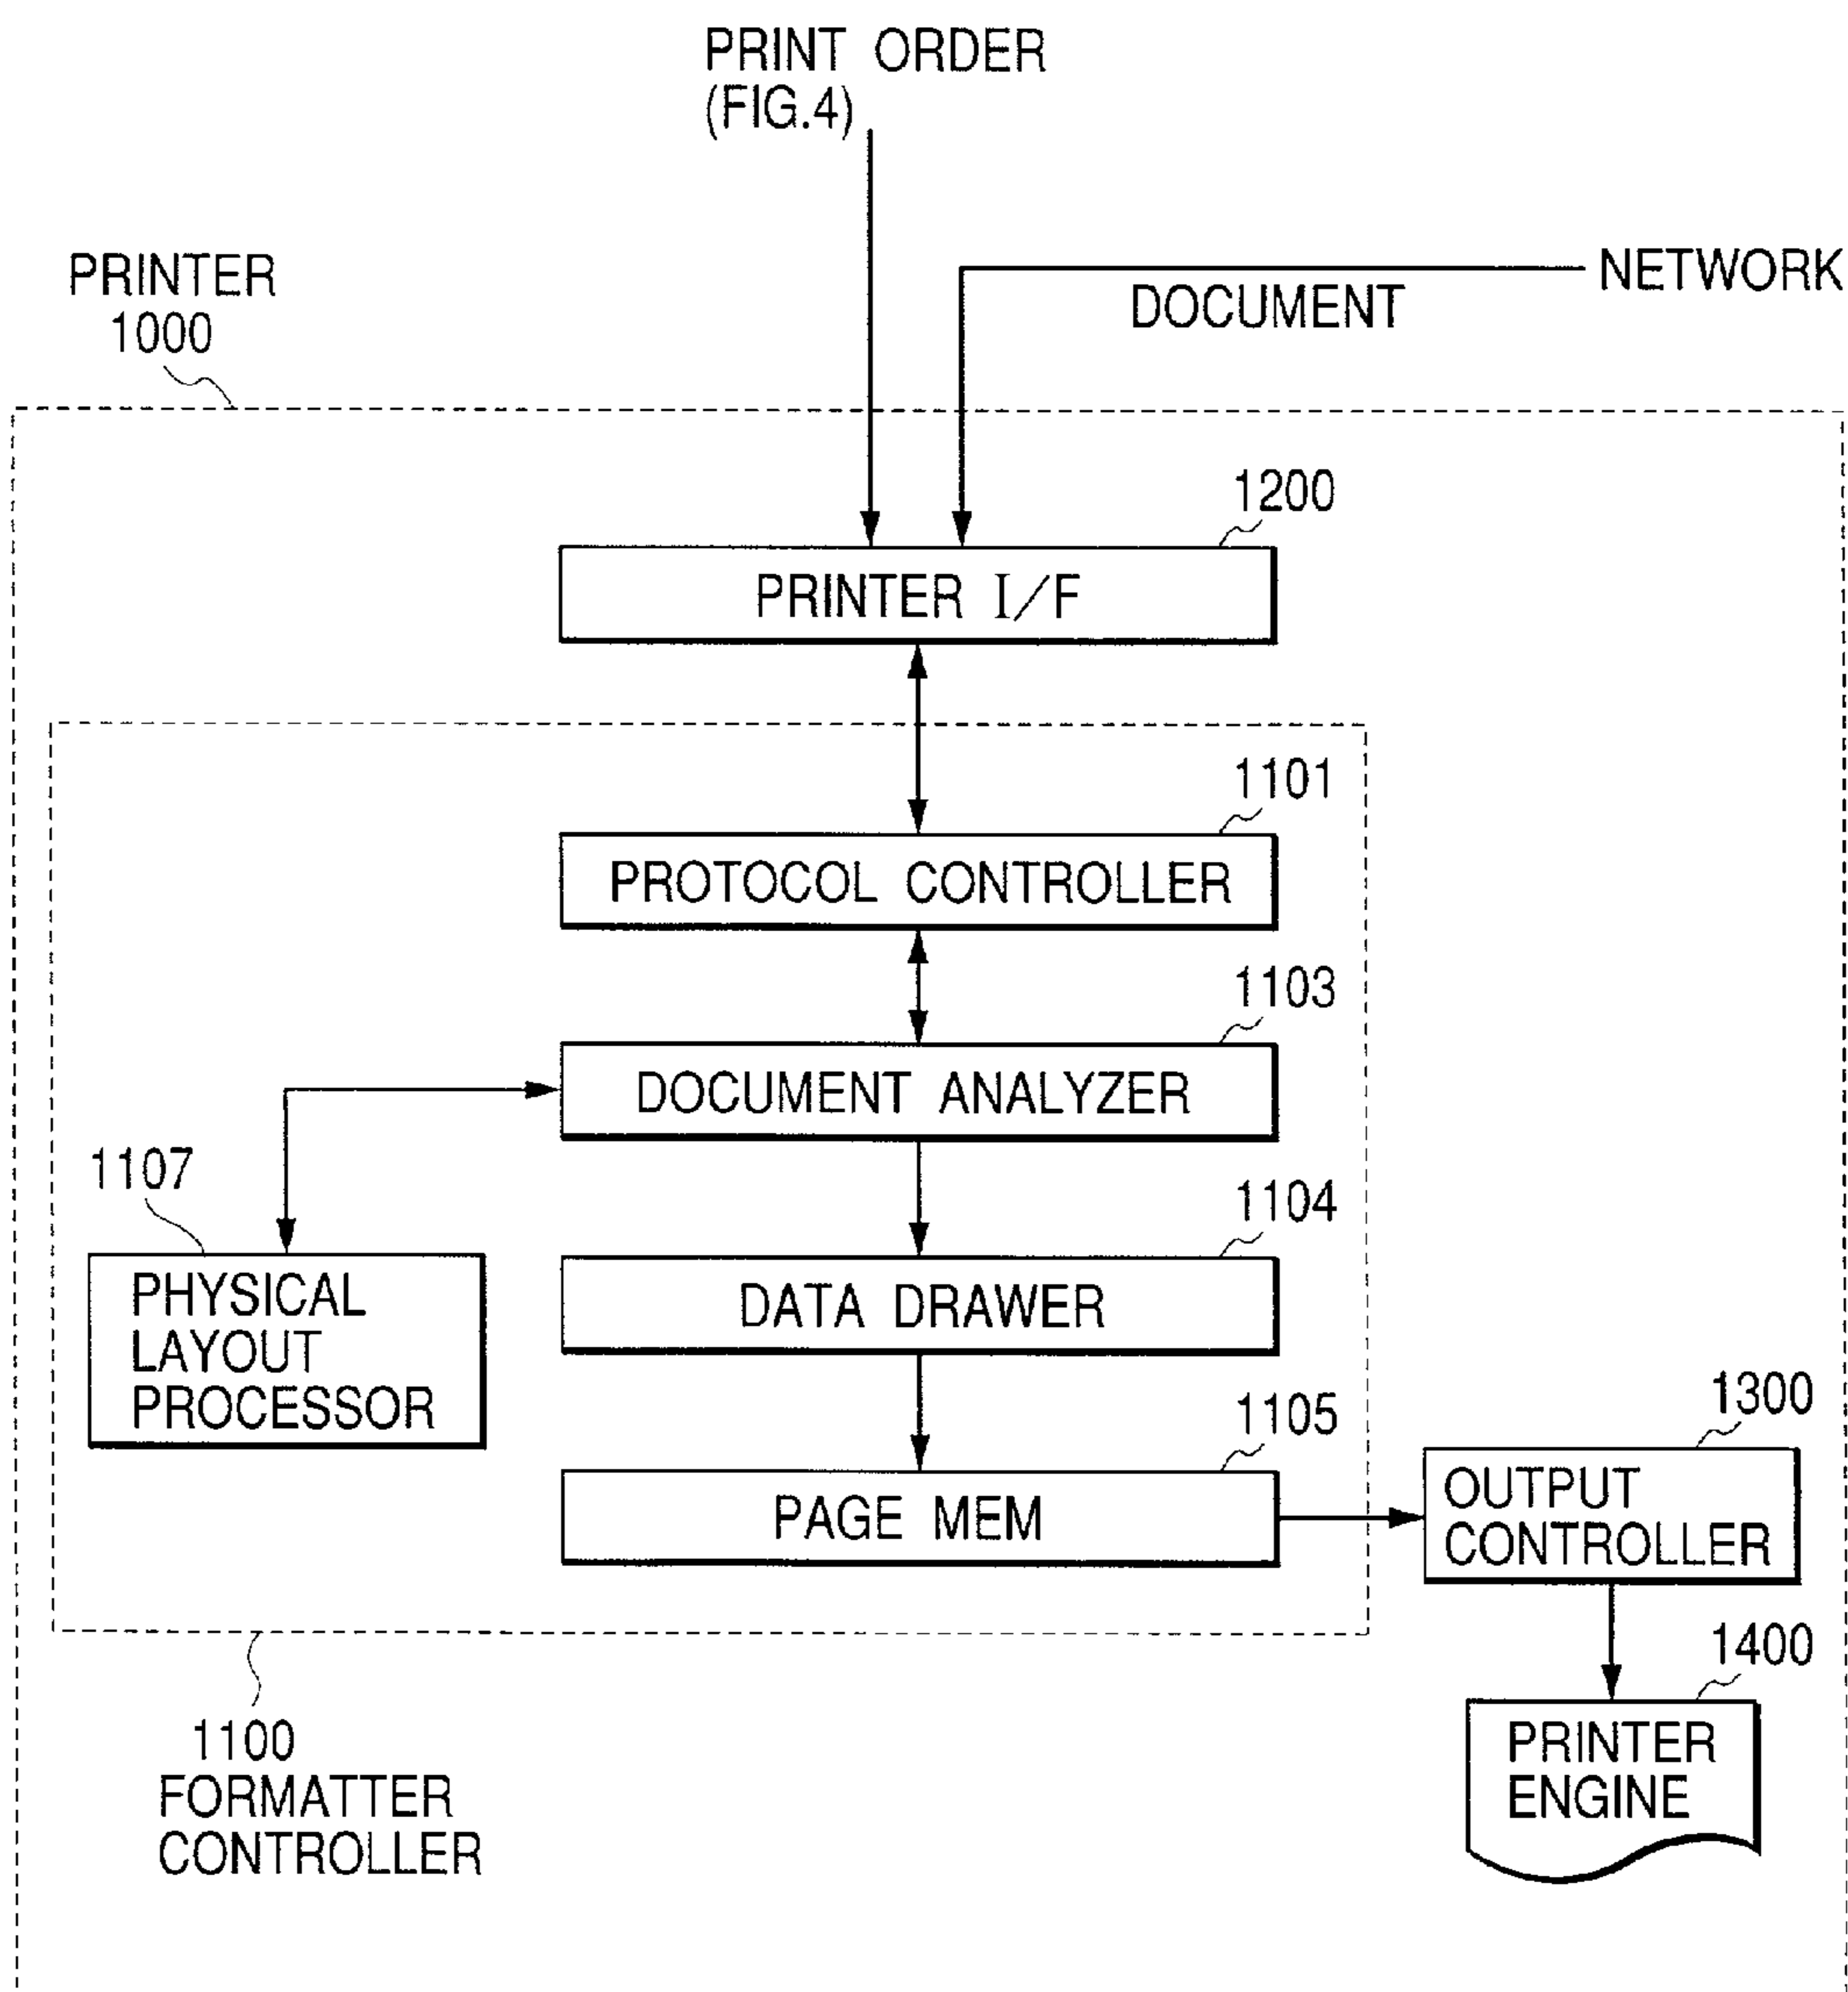 PRINT ORDER
(FIG.4)
NETWORK
DOCUMENT
PRINTER
1000
1200
PRINTER I/F
1101
PROTOCOL CONTROLLER
1103
DOCUMENT ANALYZER
1107
PHYSICAL
LAYOUT
PROCESSOR
1104
DATA DRAWER
1105
PAGE MEM
1300
OUTPUT
CONTROLLER
1400
PRINTER
ENGINE
1100
FORMATTER
CONTROLLER